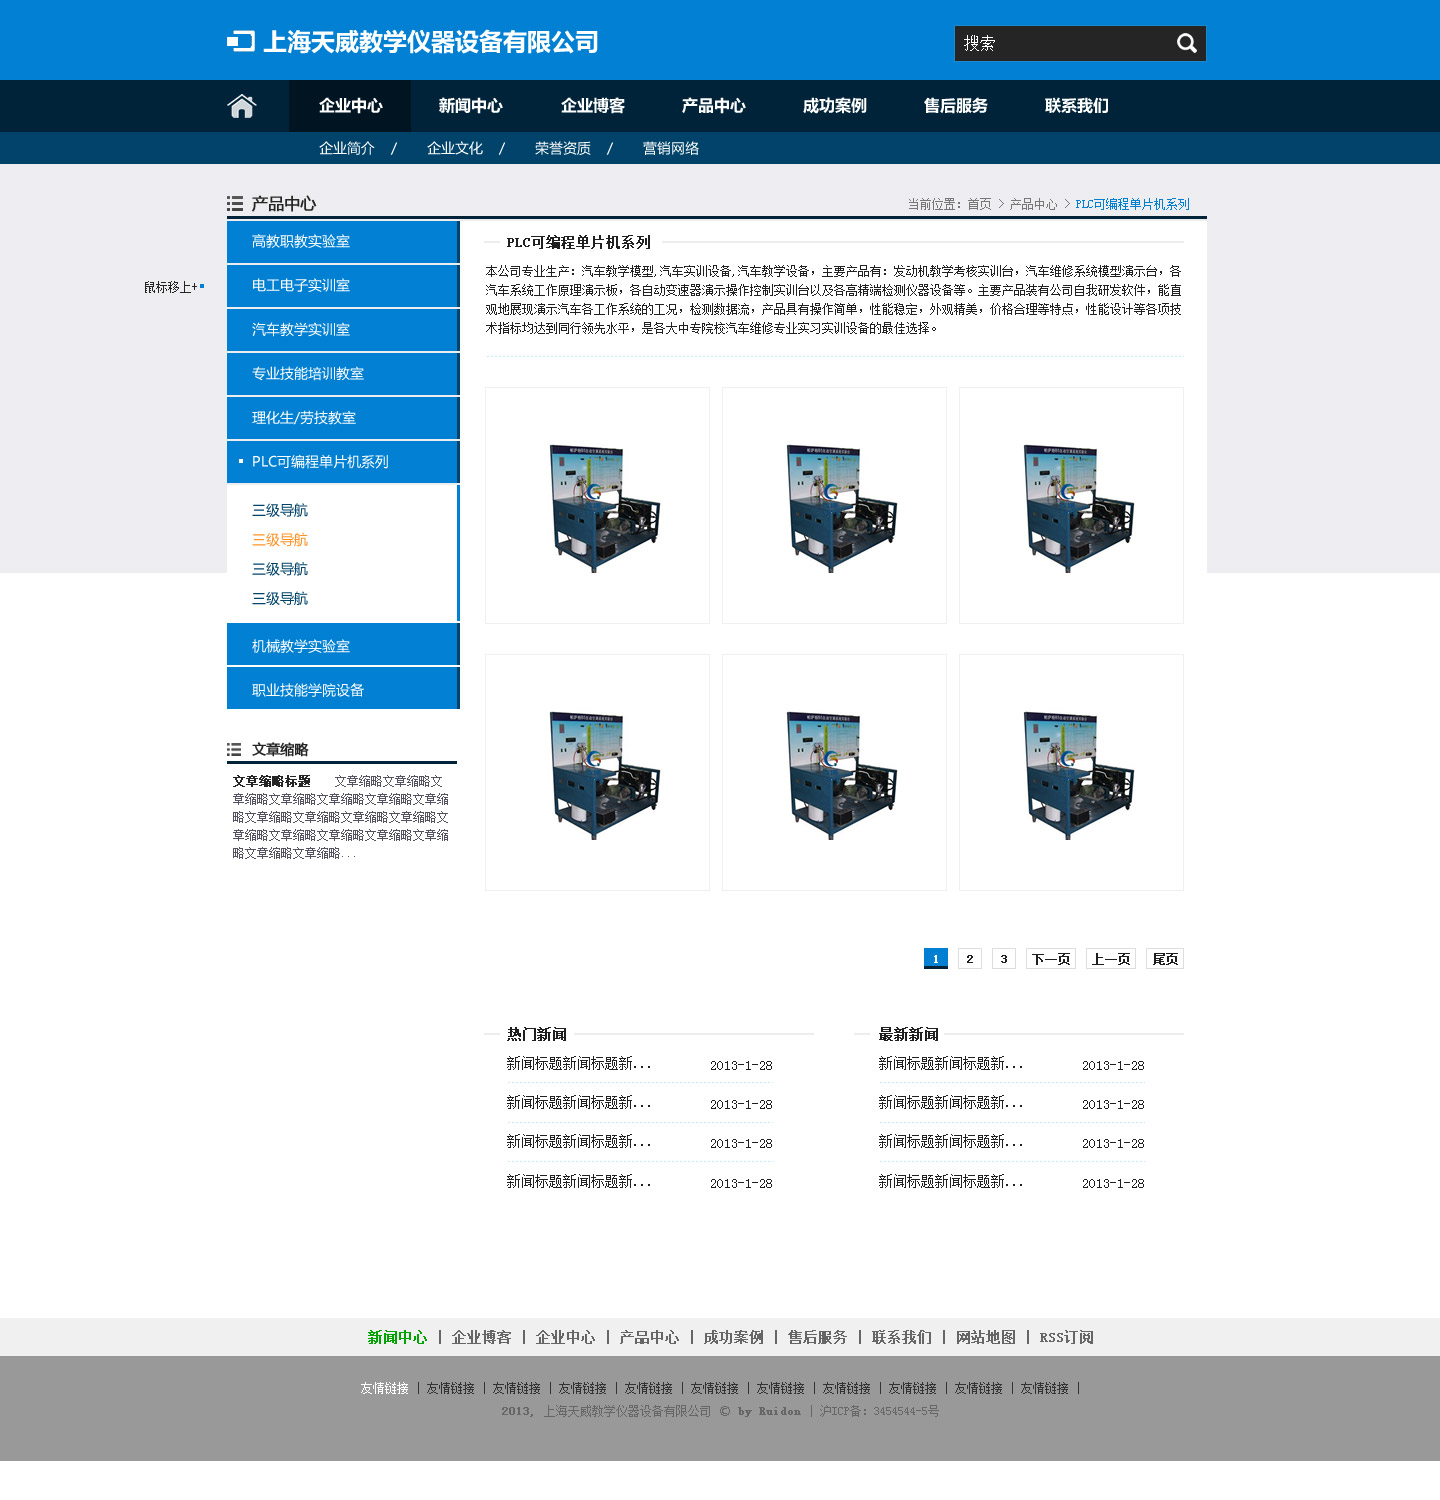 上海天威教学仪器设备有限公司
搜索
企业中心 新闻中心 企业博客 产品中心 成功案例 售后服务 联系我们
企业简介 / 企业文化 / 荣誉资质 / 营销网络
产品中心
当前位置：首页 > 产品中心 > PLC可编程单片机系列
高教职教实验室
电工电子实训室
鼠标移上+
汽车教学实训室
专业技能培训教室
理化生/劳技教室
PLC可编程单片机系列
三级导航
三级导航
三级导航
三级导航
机械教学实验室
职业技能学院设备
文章缩略
文章缩略标题 文章缩略文章缩略文
章缩略文章缩略文章缩略文章缩略文章缩
略文章缩略文章缩略文章缩略文章缩略文
章缩略文章缩略文章缩略文章缩略文章缩
略文章缩略文章缩略...
PLC可编程单片机系列
本公司专业生产：汽车教学模型,汽车实训设备,汽车教学设备，主要产品有：发动机教学考核实训台，汽车维修系统模型演示台，各
汽车系统工作原理演示板，各自动变速器演示操作控制实训台以及各高精端检测仪器设备等。主要产品装有公司自我研发软件，能直
观地展现演示汽车各工作系统的工况，检测数据流，产品具有操作简单，性能稳定，外观精美，价格合理等特点，性能设计等各项技
术指标均达到同行领先水平，是各大中专院校汽车维修专业实习实训设备的最佳选择。
1 2 3 下一页 上一页 尾页
热门新闻
新闻标题新闻标题新... 2013-1-28
新闻标题新闻标题新... 2013-1-28
新闻标题新闻标题新... 2013-1-28
新闻标题新闻标题新... 2013-1-28
最新新闻
新闻标题新闻标题新... 2013-1-28
新闻标题新闻标题新... 2013-1-28
新闻标题新闻标题新... 2013-1-28
新闻标题新闻标题新... 2013-1-28
新闻中心 | 企业博客 | 企业中心 | 产品中心 | 成功案例 | 售后服务 | 联系我们 | 网站地图 | RSS订阅
友情链接 | 友情链接 | 友情链接 | 友情链接 | 友情链接 | 友情链接 | 友情链接 | 友情链接 | 友情链接 | 友情链接 | 友情链接 |
2013, 上海天威教学仪器设备有限公司 © by Ruidon | 沪ICP备：3454544-5号